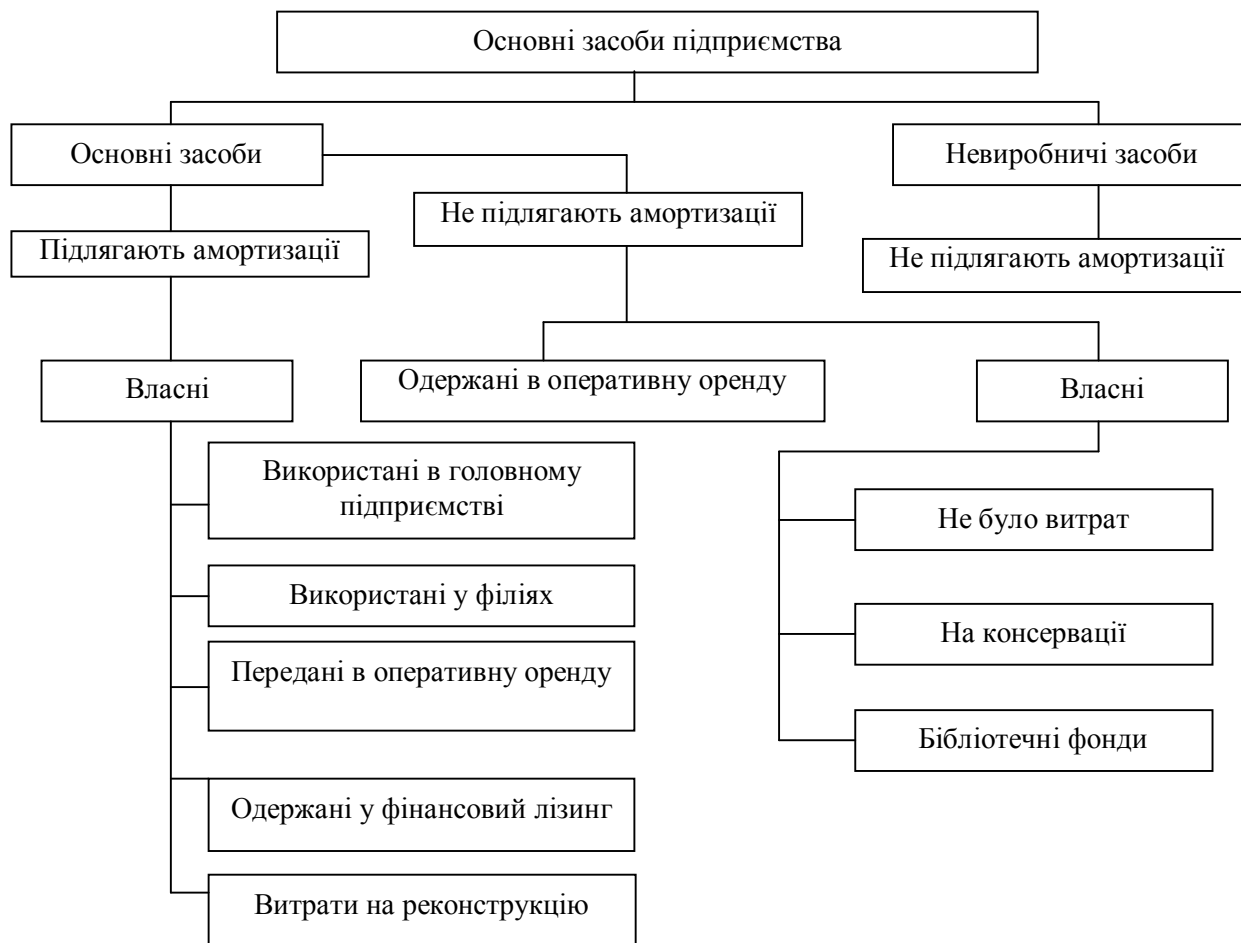 Основні засоби підприємства
Основні засоби
Невиробничі засоби
Не підлягають амортизації
Підлягають амортизації
Не підлягають амортизації
Власні
Одержані в оперативну оренду
Власні
Використані в головному
підприємстві
Використані у філіях
Передані в оперативну оренду
Одержані у фінансовий лізинг
Витрати на реконструкцію
Не було витрат
На консервації
Бібліотечні фонди